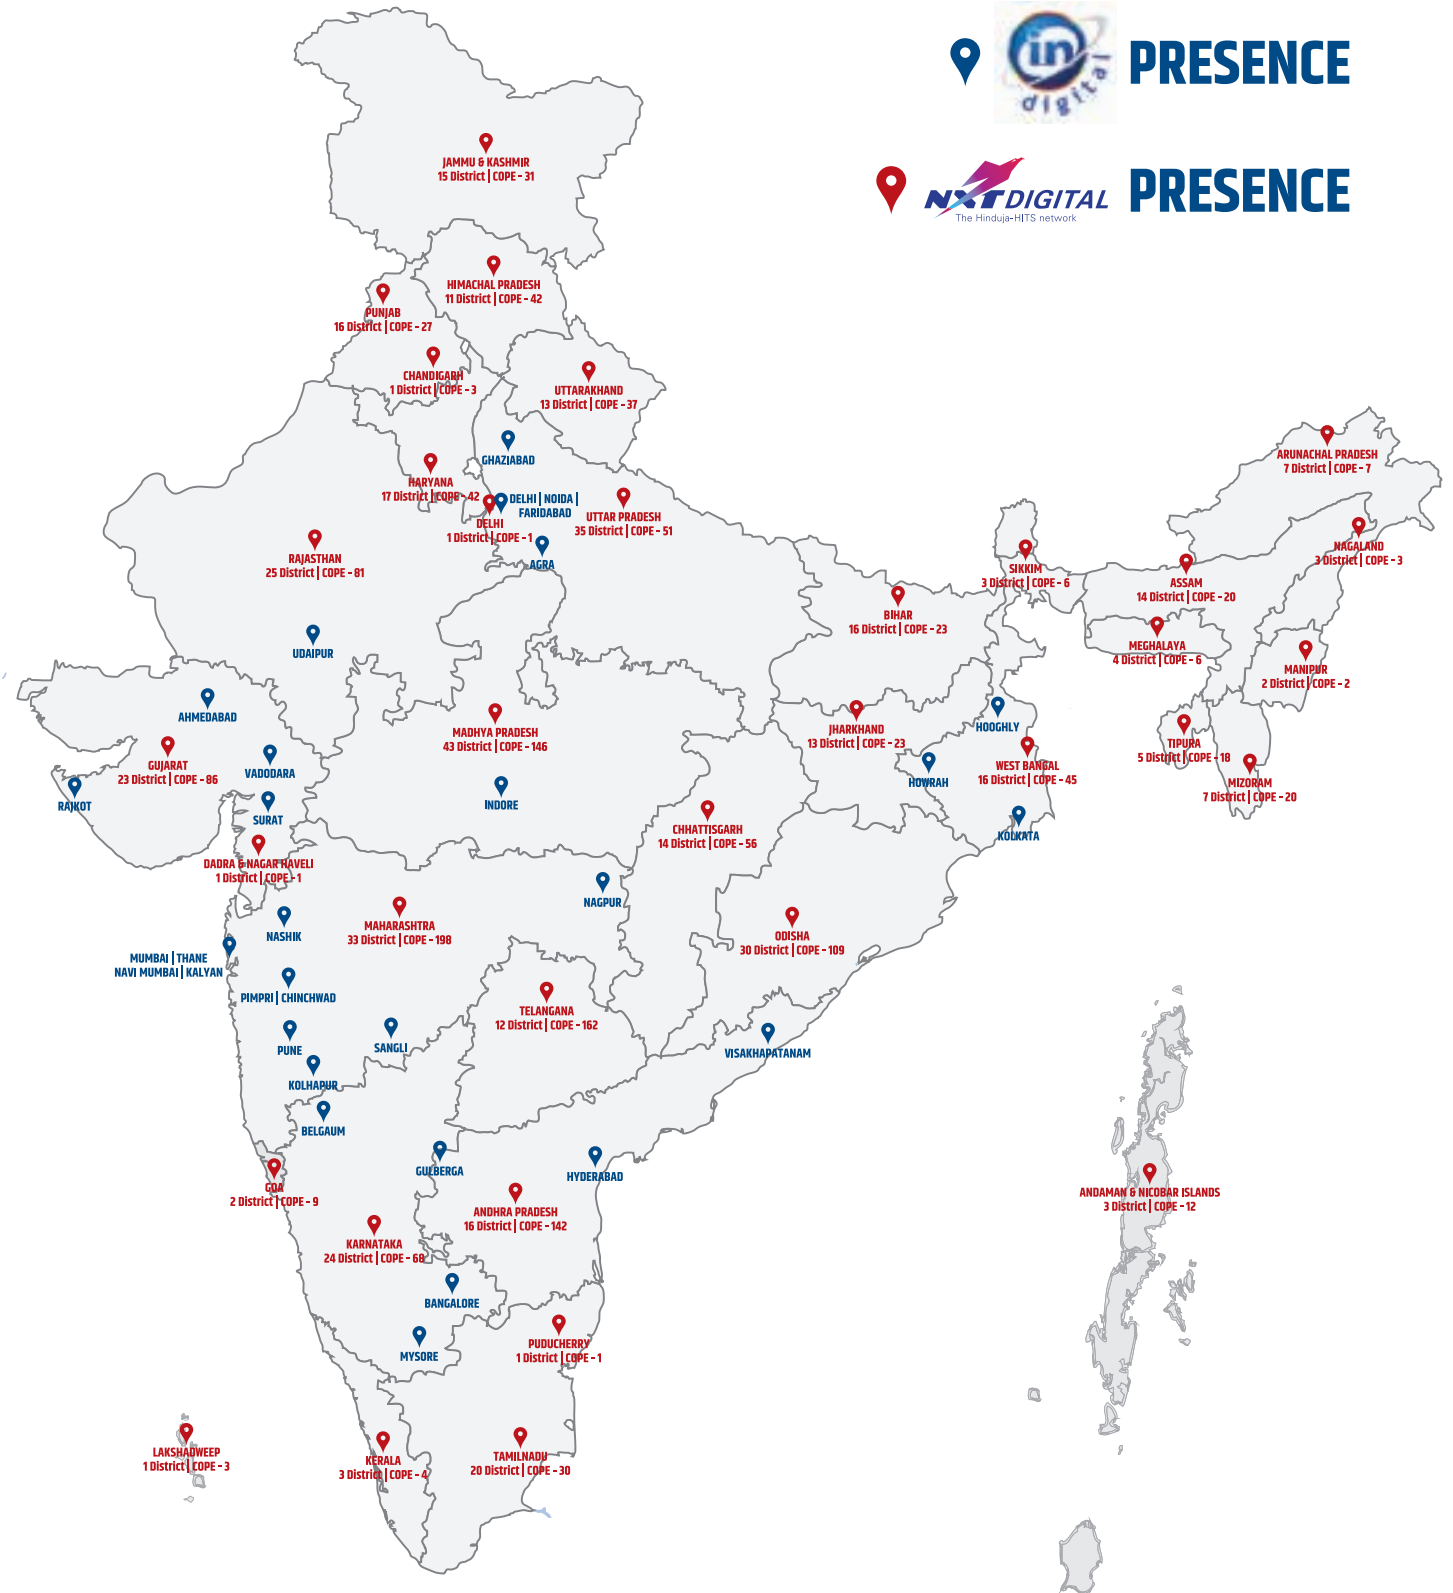 in
digital
PRESENCE
NXTDIGITAL
The Hinduja-HITS network
PRESENCE
JAMMU & KASHMIR
15 District | COPE - 31
HIMACHAL PRADESH
11 District | COPE - 42
PUNJAB
16 District | COPE - 27
CHANDIGARH
1 District | COPE - 3
UTTARAKHAND
13 District | COPE - 37
GHAZIABAD
HARYANA
17 District | COPE - 42
DELHI | NOIDA |
FARIDABAD
DELHI
1 District | COPE - 1
UTTAR PRADESH
35 District | COPE - 51
AGRA
RAJASTHAN
25 District | COPE - 81
UDAIPUR
ARUNACHAL PRADESH
7 District | COPE - 7
NAGALAND
3 District | COPE - 3
SIKKIM
3 District | COPE - 6
ASSAM
14 District | COPE - 20
BIHAR
16 District | COPE - 23
MEGHALAYA
4 District | COPE - 6
MANIPUR
2 District | COPE - 2
AHMEDABAD
GUJARAT
23 District | COPE - 86
VADODARA
RAJKOT
SURAT
MADHYA PRADESH
43 District | COPE - 146
INDORE
JHARKHAND
13 District | COPE - 23
HOOGHLY
WEST BANGAL
16 District | COPE - 45
HOWRAH
KOLKATA
TIPURA
5 District | COPE - 18
MIZORAM
7 District | COPE - 20
CHHATTISGARH
14 District | COPE - 56
DADRA & NAGAR HAVELI
1 District | COPE - 1
NAGPUR
NASHIK
MAHARASHTRA
33 District | COPE - 198
ODISHA
30 District | COPE - 109
MUMBAI | THANE
NAVI MUMBAI | KALYAN
PIMPRI | CHINCHWAD
TELANGANA
12 District | COPE - 162
PUNE
SANGLI
VISAKHAPATANAM
KOLHAPUR
BELGAUM
GULBERGA
HYDERABAD
GOA
2 District | COPE - 9
ANDHRA PRADESH
16 District | COPE - 142
ANDAMAN & NICOBAR ISLANDS
3 District | COPE - 12
KARNATAKA
24 District | COPE - 68
BANGALORE
MYSORE
PUDUCHERRY
1 District | COPE - 1
LAKSHADWEEP
1 District | COPE - 3
KERALA
3 District | COPE - 4
TAMILNADU
20 District | COPE - 30